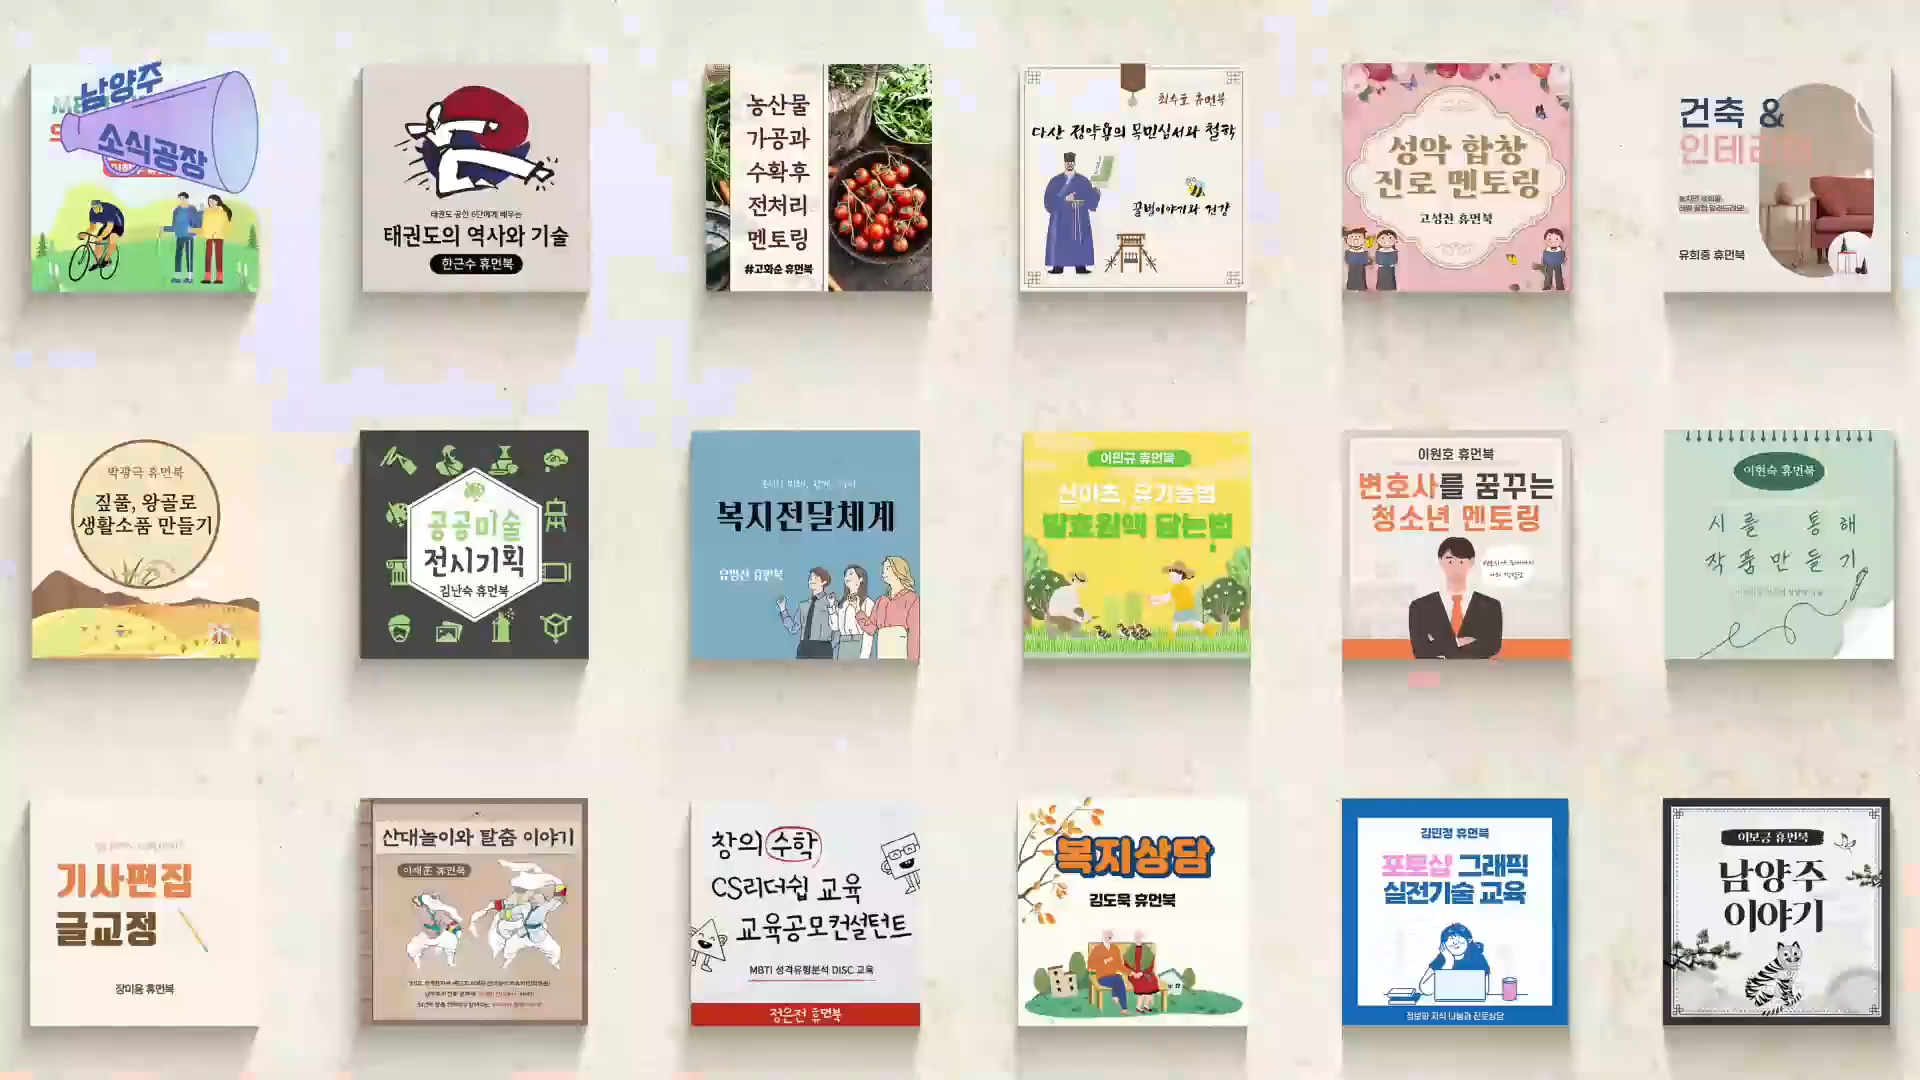 남양주
소식공장
태권도 공인 6단에게 배우는
태권도의 역사와 기술
한근수 휴먼북
농산물
가공과
수확후
전처리
멘토링
#고화순 휴먼북
최수호 휴먼북
다산 정약용의 목민심서와 철학
꿀벌이야기와 건강
성악 합창
진로 멘토링
고성진 휴먼북
건축 &
인테리어
유희중 휴먼북
박광극 휴먼북
짚풀, 왕골로
생활소품 만들기
공공미술
전시기획
김난숙 휴먼북
복지전달체계
유범선 휴먼북
이민규 휴먼북
유기농법
발효원액 담는법
이원호 휴먼북
변호사를 꿈꾸는
청소년 멘토링
이현숙 휴먼북
시를 통해
작품만들기
기사편집
글교정
장미용 휴먼북
산대놀이와 탈춤 이야기
휴먼북
창의 수학
CS리더쉽 교육
교육공모컨설턴트
MBTI 성격유형분석 DISC 교육
정은전 휴먼북
복지상담
김도묵 휴먼북
김민정 휴먼북
포토샵 그래픽
실전기술 교육
정보화 지식 나눔과 진로상담
이보긍 휴먼북
남양주
이야기